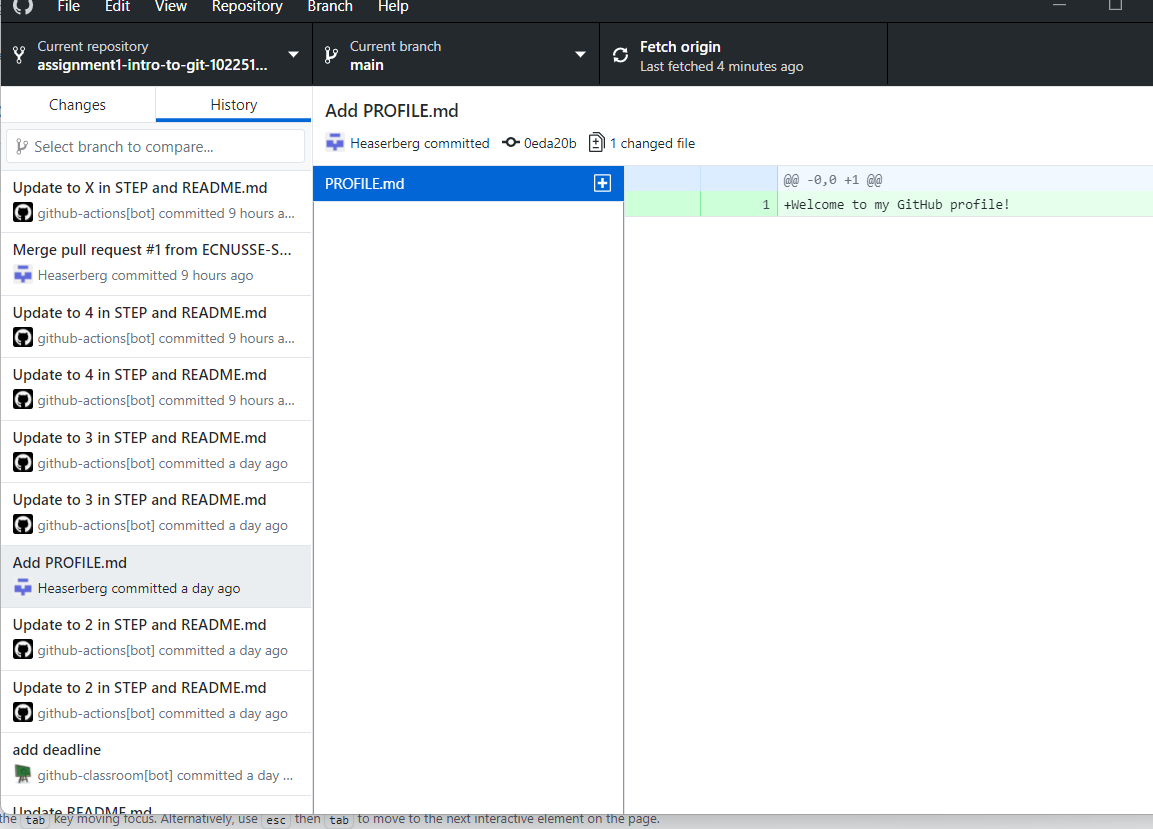 File Edit View Repository Branch Help
Current repository
assignment1-intro-to-git-102251...
Current branch
main
Fetch origin
Last fetched 4 minutes ago
Changes
History
Select branch to compare...
Update to X in STEP and README.md
github-actions[bot] committed 9 hours a...
Merge pull request #1 from ECNUSSE-S...
Heaserberg committed 9 hours ago
Update to 4 in STEP and README.md
github-actions[bot] committed 9 hours a...
Update to 4 in STEP and README.md
github-actions[bot] committed 9 hours a...
Update to 3 in STEP and README.md
github-actions[bot] committed a day ago
Update to 3 in STEP and README.md
github-actions[bot] committed a day ago
Add PROFILE.md
Heaserberg committed a day ago
Update to 2 in STEP and README.md
github-actions[bot] committed a day ago
Update to 2 in STEP and README.md
github-actions[bot] committed a day ago
add deadline
github-classroom[bot] committed a day ...
Update README.md
Add PROFILE.md
Heaserberg committed 0eda20b 1 changed file
PROFILE.md
@@ -0,0 +1 @@
1 +Welcome to my GitHub profile!
the tab key moving focus. Alternatively, use esc then tab to move to the next interactive element on the page.